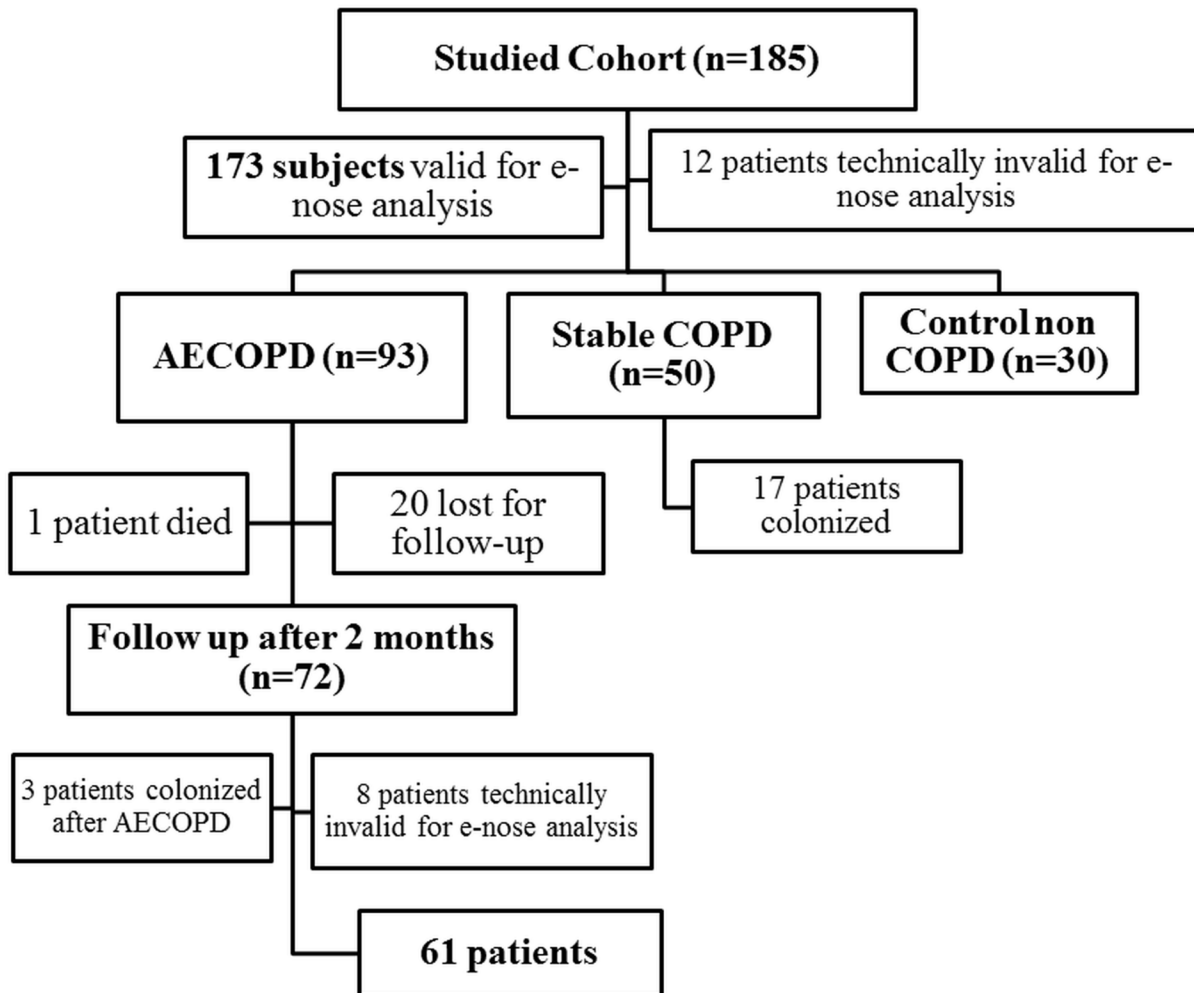 Studied Cohort (n=185)
173 subjects valid for e-
nose analysis
12 patients technically invalid for e-
nose analysis
AECOPD (n=93)
Stable COPD
(n=50)
Control non
COPD (n=30)
1 patient died
20 lost for
follow-up
17 patients
colonized
Follow up after 2 months
(n=72)
3 patients colonized
after AECOPD
8 patients technically
invalid for e-nose analysis
61 patients